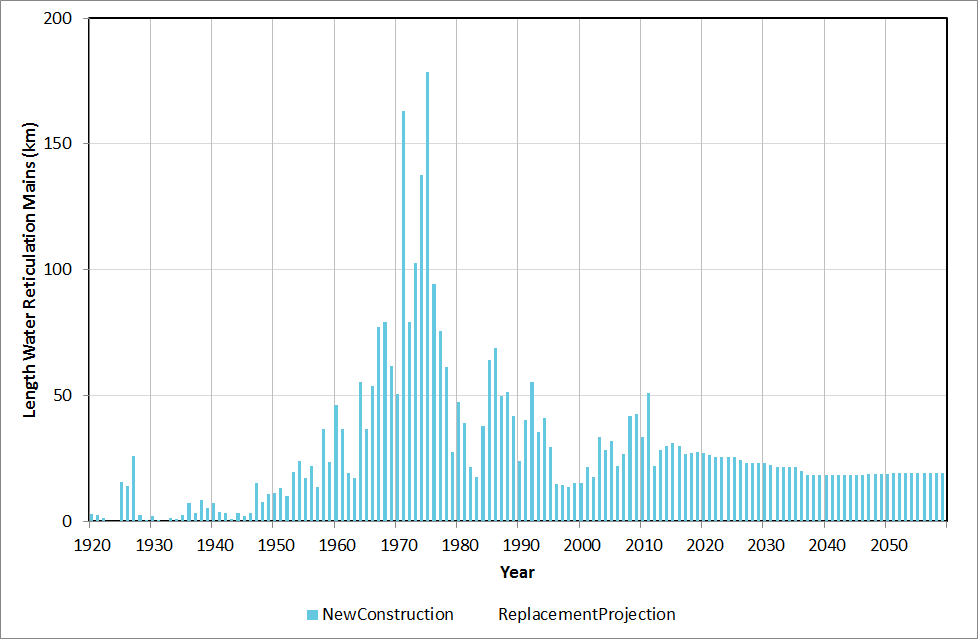 200
150
100
50
0
Length Water Reticulation Mains (km)
1920 1930 1940 1950 1960 1970 1980 1990 2000 2010 2020 2030 2040 2050
Year
NewConstruction ReplacementProjection